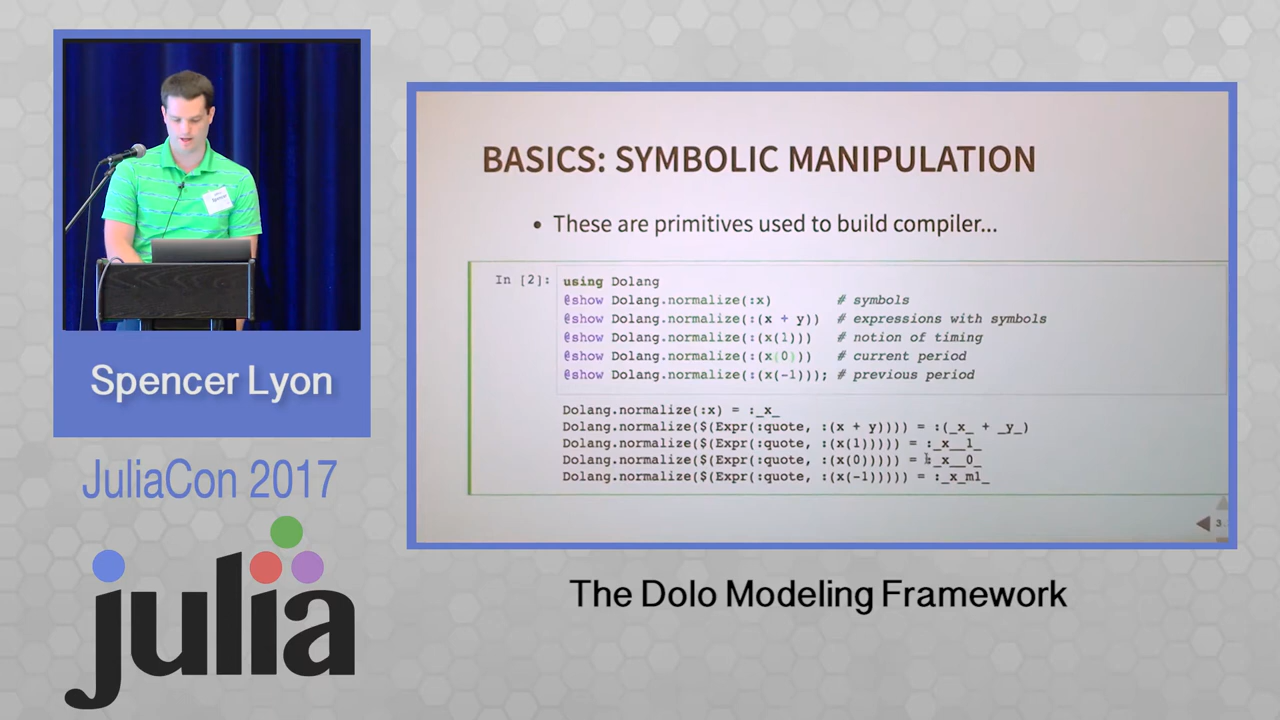 BASICS: SYMBOLIC MANIPULATION
• These are primitives used to build compiler...
In [2]: using Dolang
@show Dolang.normalize(:x) # symbols
@show Dolang.normalize(:(x + y)) # expressions with symbols
@show Dolang.normalize(:(x(1))) # notion of timing
@show Dolang.normalize(:(x(0))) # current period
@show Dolang.normalize(:(x(-1))); # previous period
Dolang.normalize(:x) = :_x_
Dolang.normalize($(Expr(:quote, :(x + y)))) = :(_x_ + _y_)
Dolang.normalize($(Expr(:quote, :(x(1))))) = :_x__1_
Dolang.normalize($(Expr(:quote, :(x(0))))) = :_x__0_
Dolang.normalize($(Expr(:quote, :(x(-1))))) = :_x_m1_
Spencer Lyon
JuliaCon 2017
julia
The Dolo Modeling Framework